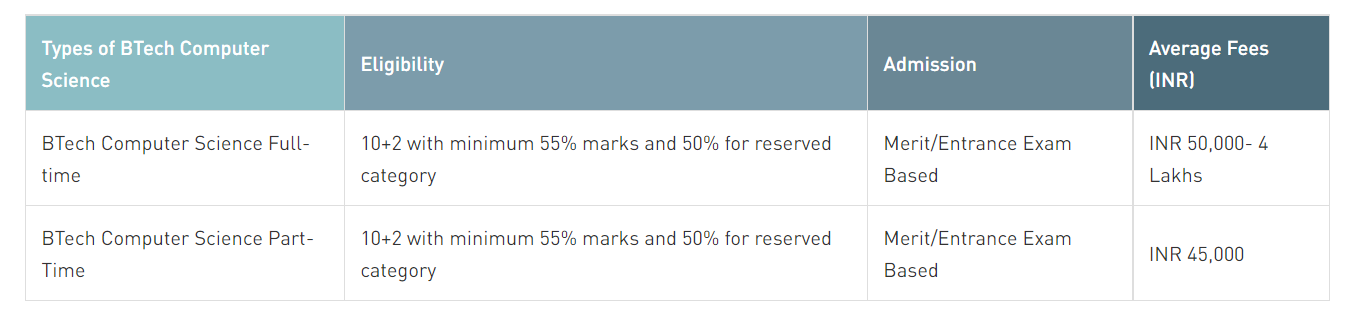 Types of BTech Computer
Science
Eligibility
Admission
Average Fees
(INR)
BTech Computer Science Full-
time
10+2 with minimum 55% marks and 50% for reserved
category
Merit/Entrance Exam
Based
INR 50,000- 4
Lakhs
BTech Computer Science Part-
Time
10+2 with minimum 55% marks and 50% for reserved
category
Merit/Entrance Exam
Based
INR 45,000